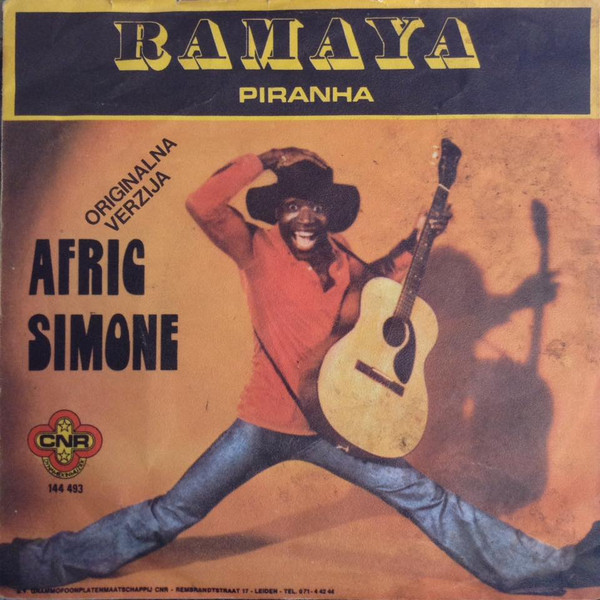 RAMAYA
PIRANHA
ORIGINALNA
VERZIJA
AFRIC
SIMONE
CNR
144 493
GRAMMOFOONPLATENMAATSCHAPPIJ CNR - REMBRANDTSTRAAT 17 - LEIDEN - TEL. 071-4 42 44